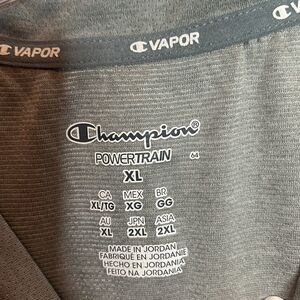 VAPOR
VAPOR
Champion®
POWERTRAIN 64
XL
CA MEX BR
XL/TG XG GG
AU JPN ASIA
XL 2XL 2XL
MADE IN JORDAN
FABRIQUÉ EN JORDANIE
HECHO EN JORDANIA
FEITO NA JORDÂNIA